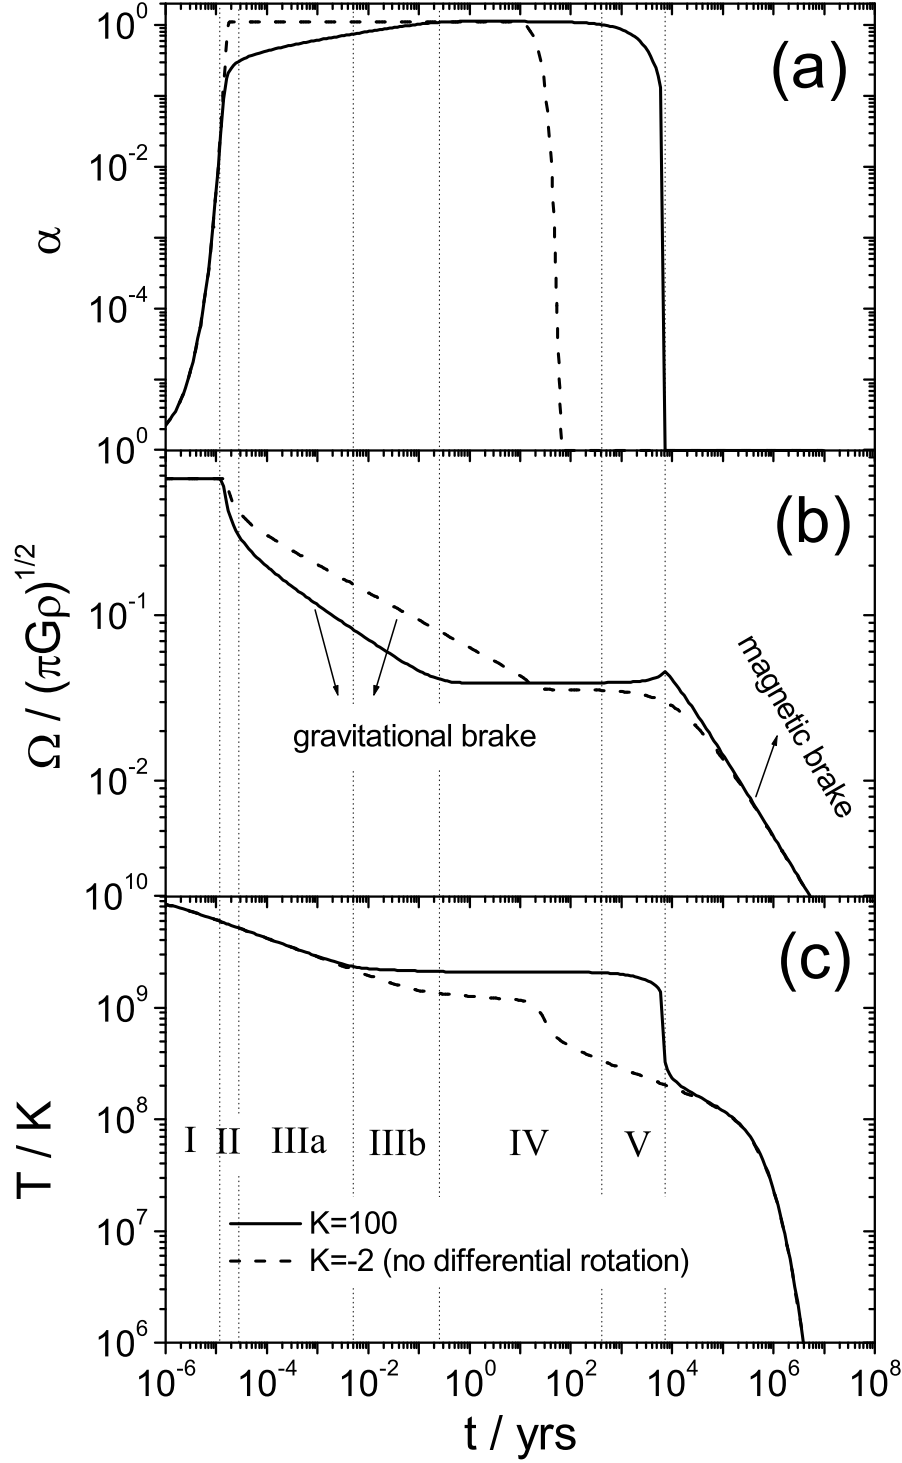 10^0
(a)
10^-2
α
10^-4
10^0
(b)
Ω / (πGρ)^1/2
10^-1
gravitational brake
magnetic brake
10^-2
10^10
(c)
10^9
T / K
10^8
I II IIIa IIIb IV V
K=100
10^7
K=-2 (no differential rotation)
10^6
10^-6 10^-4 10^-2 10^0 10^2 10^4 10^6 10^8
t / yrs